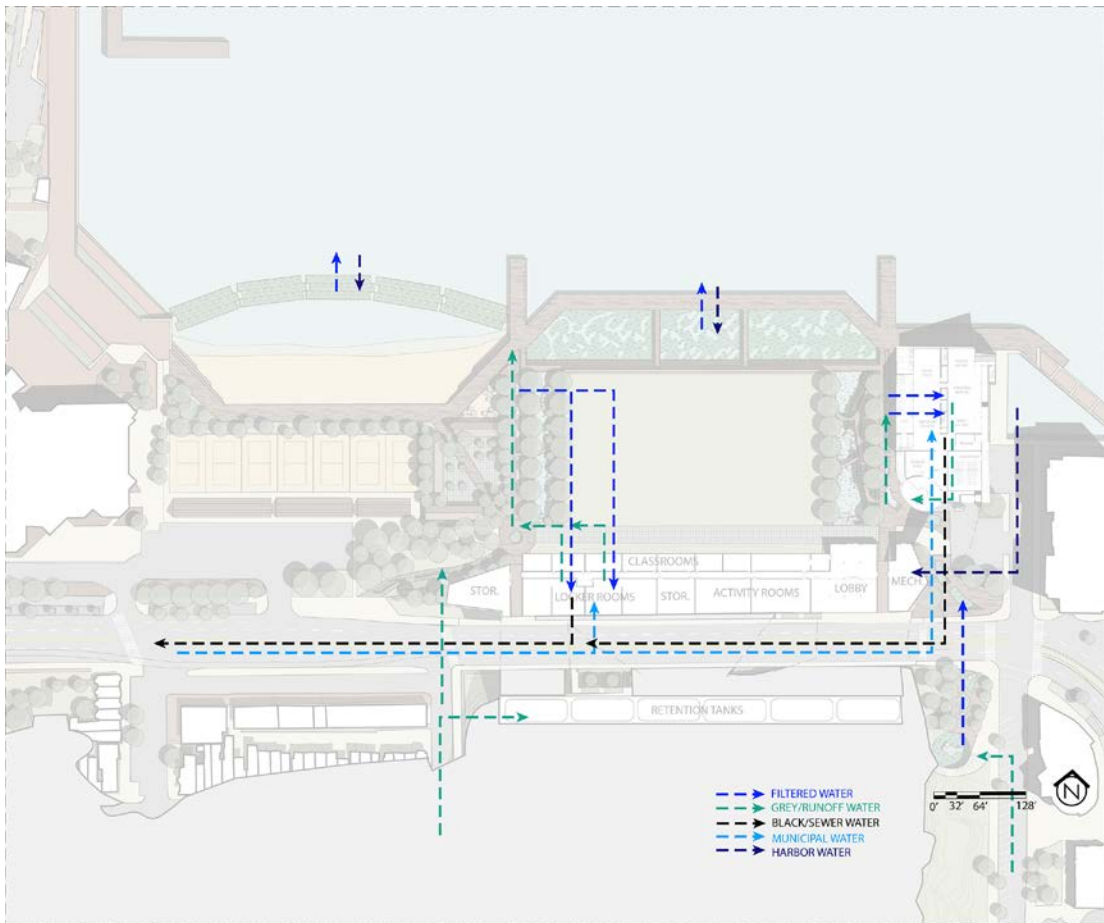 CLASSROOMS
STOR.
LOCKER ROOMS
STOR.
ACTIVITY ROOMS
LOBBY
MECH.
RETENTION TANKS
FILTERED WATER
GREY/RUNOFF WATER
BLACK/SEWER WATER
MUNICIPAL WATER
HARBOR WATER
0' 32' 64' 128'
N